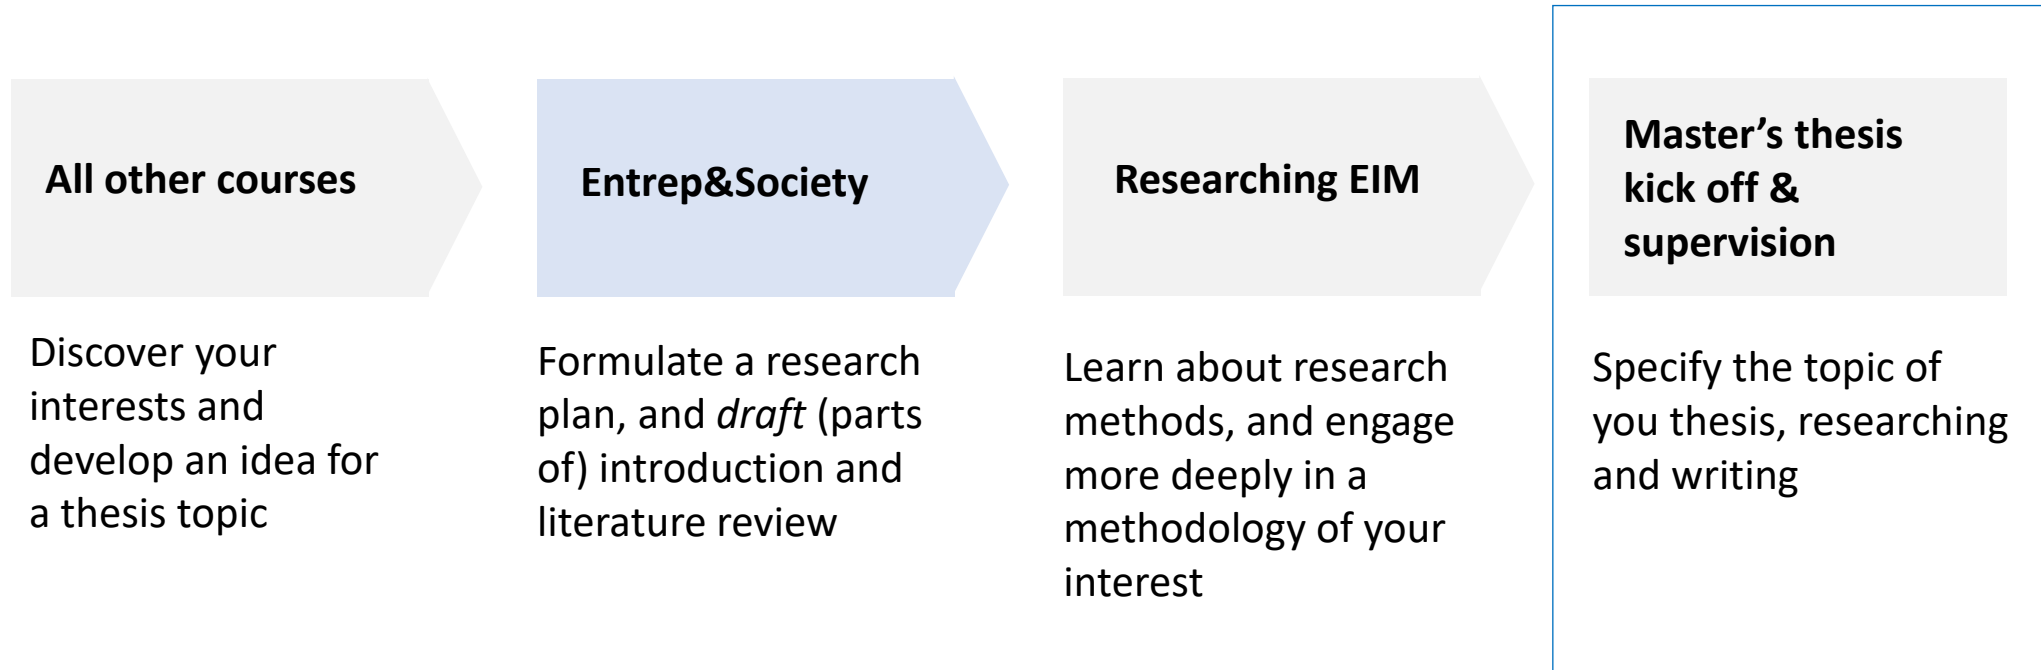 All other courses
Discover your
interests and
develop an idea for
a thesis topic
Entrep&Society
Formulate a research
plan, and draft (parts
of) introduction and
literature review
Researching EIM
Learn about research
methods, and engage
more deeply in a
methodology of your
interest
Master’s thesis
kick off &
supervision
Specify the topic of
you thesis, researching
and writing